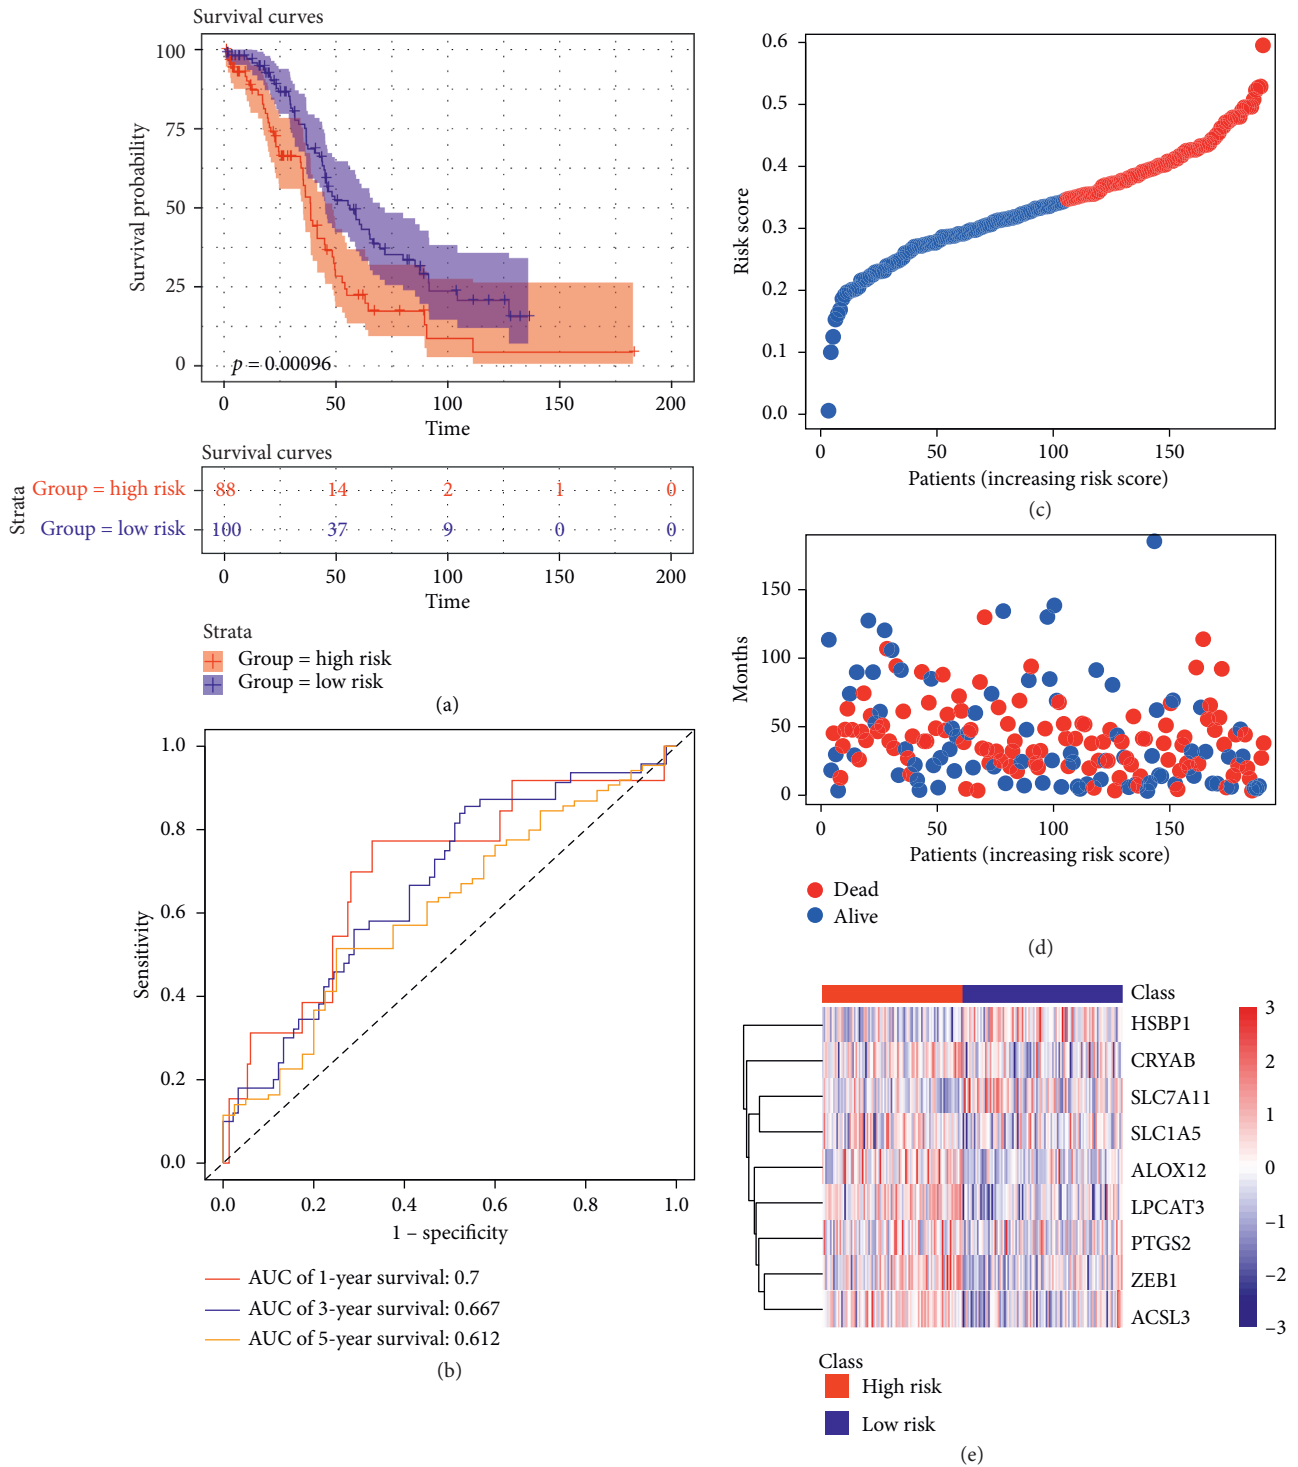 Survival curves
100
75
50
25
0
Survival probability
p = 0.00096
0 50 100 150 200
Time
Survival curves
Strata
Group = high risk 88 14 2 1 0
Group = low risk 100 37 9 0 0
0 50 100 150 200
Time
Strata
Group = high risk
Group = low risk
(a)
1.0
0.8
0.6
0.4
0.2
0.0
Sensitivity
0.0 0.2 0.4 0.6 0.8 1.0
1 – specificity
AUC of 1-year survival: 0.7
AUC of 3-year survival: 0.667
AUC of 5-year survival: 0.612
(b)
0.6
0.5
0.4
0.3
0.2
0.1
0.0
Risk score
0 50 100 150
Patients (increasing risk score)
(c)
150
100
50
0
Months
0 50 100 150
Patients (increasing risk score)
Dead
Alive
(d)
Class
HSBP1
CRYAB
SLC7A11
SLC1A5
ALOX12
LPCAT3
PTGS2
ZEB1
ACSL3
3
2
1
0
–1
–2
–3
Class
High risk
Low risk
(e)